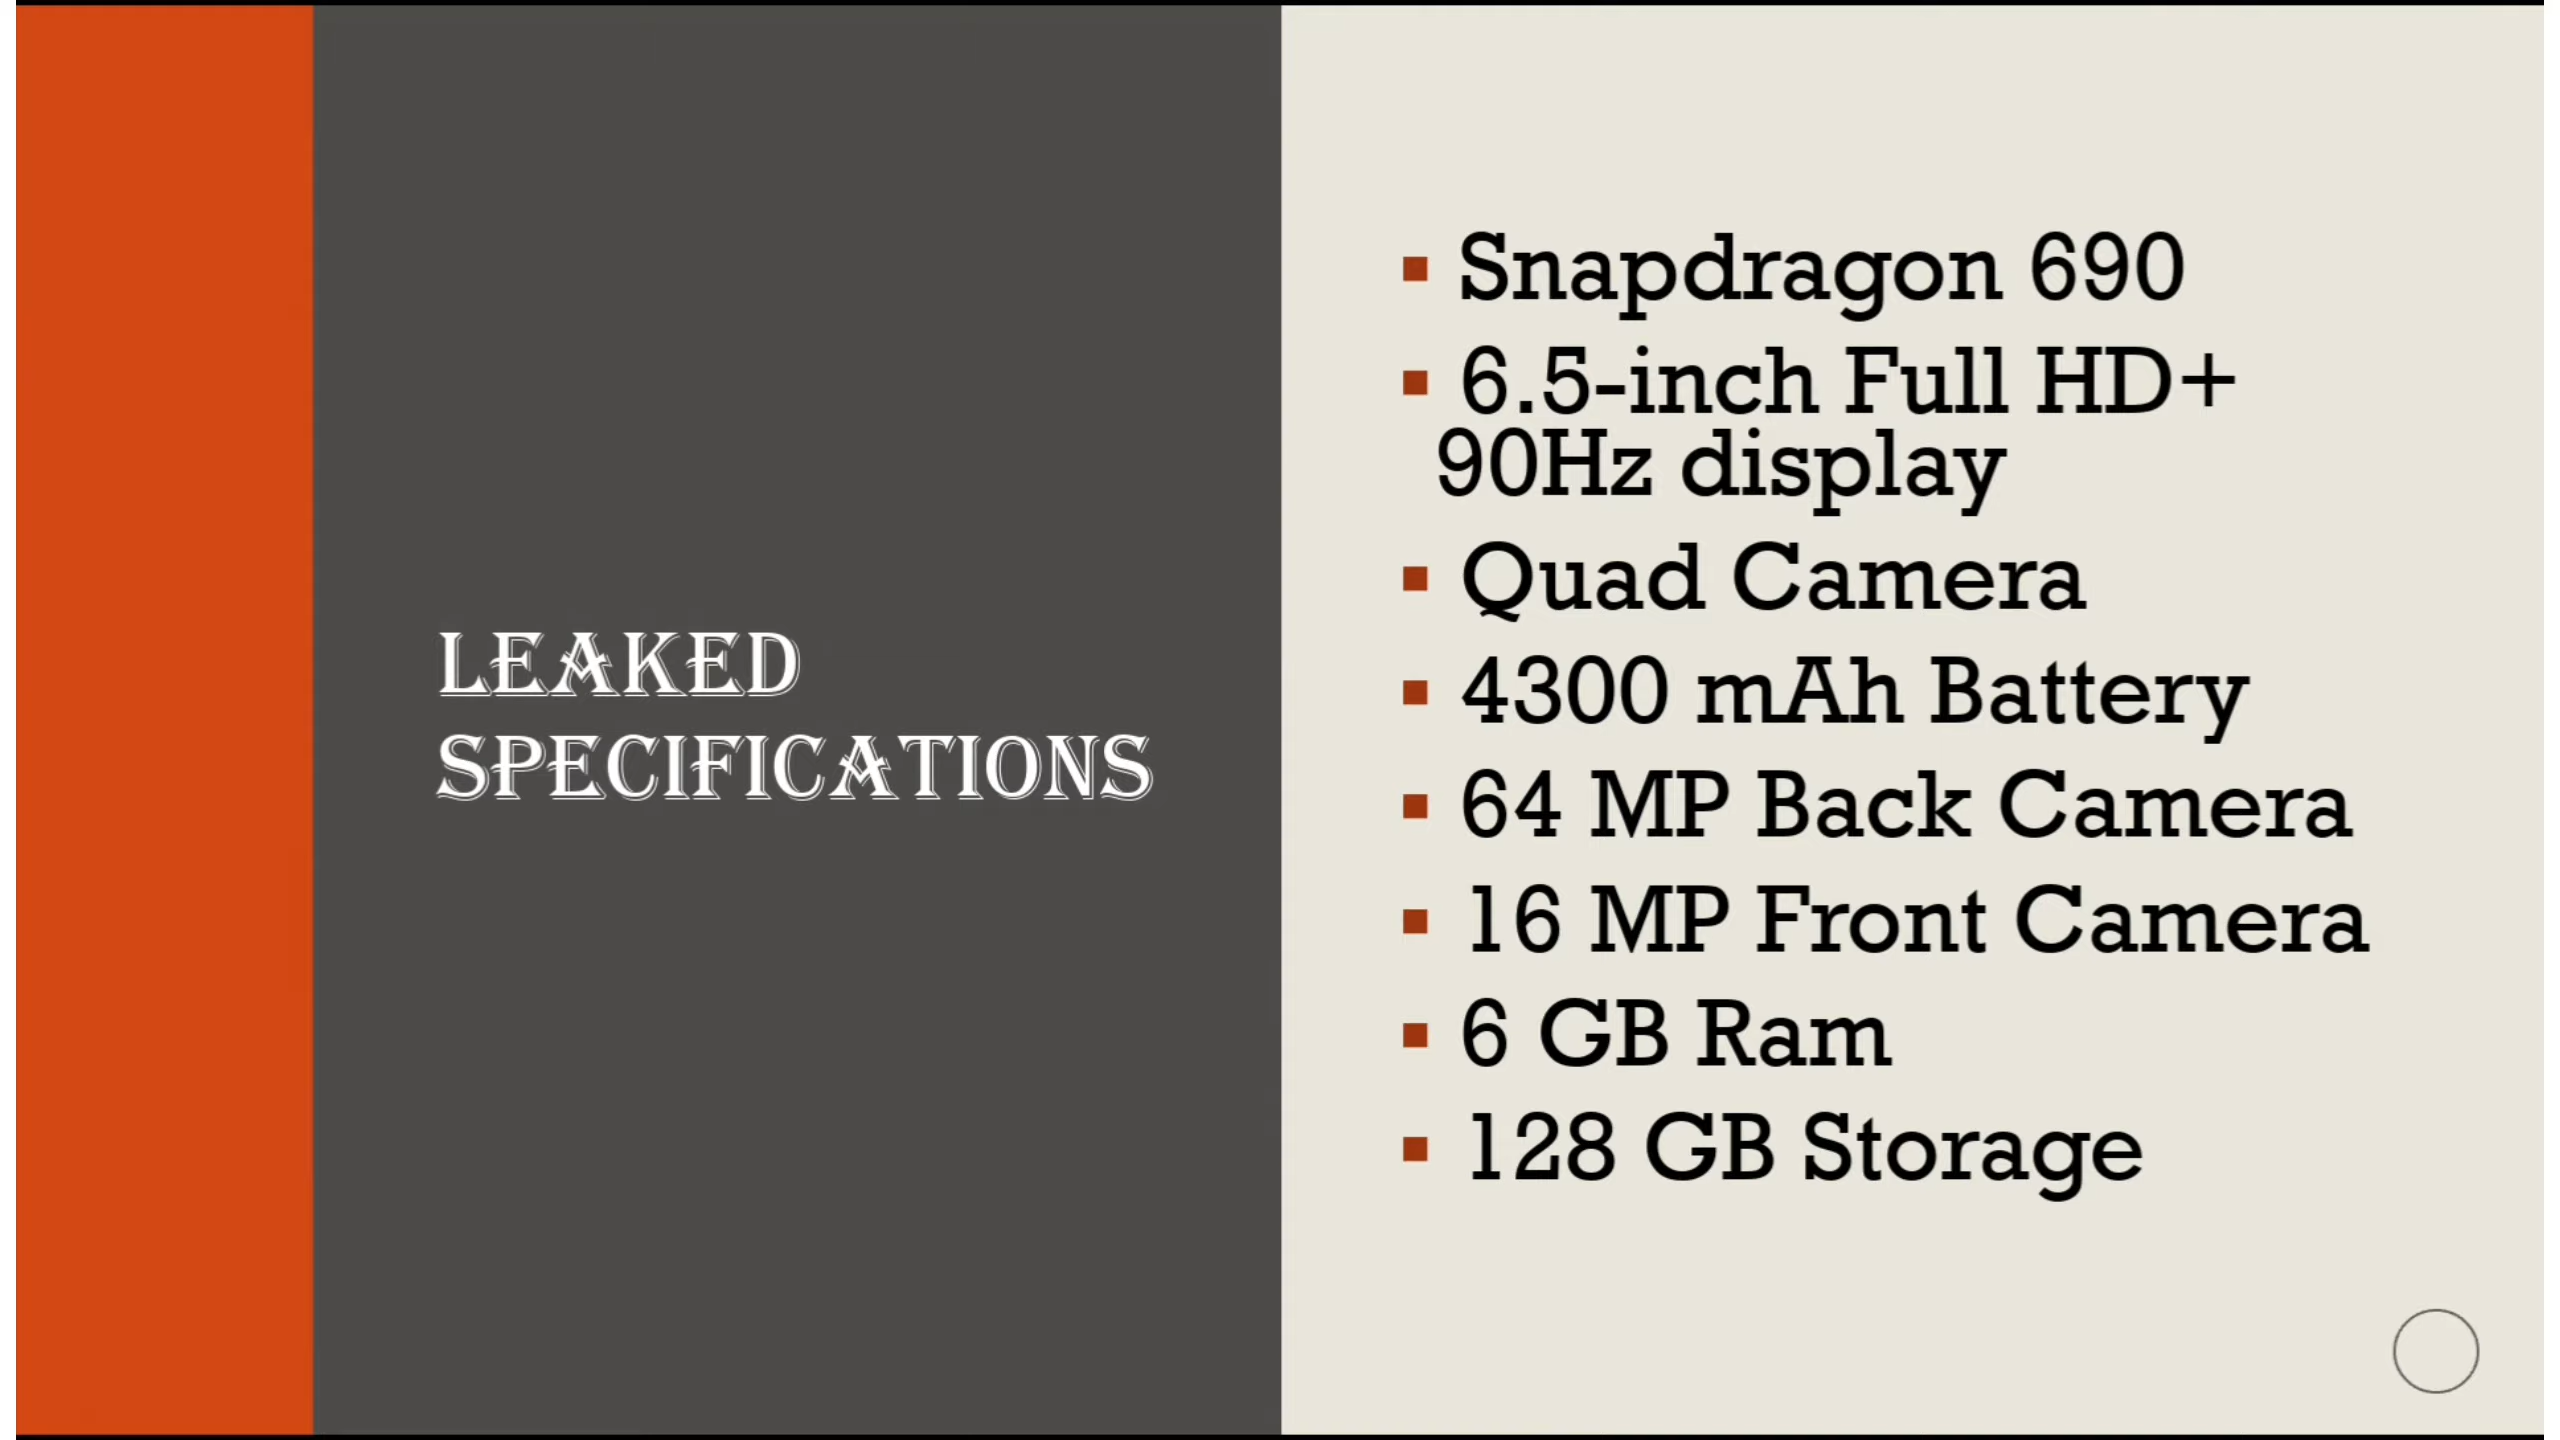 LEAKED
SPECIFICATIONS
Snapdragon 690
6.5-inch Full HD+
90Hz display
Quad Camera
4300 mAh Battery
64 MP Back Camera
16 MP Front Camera
6 GB Ram
128 GB Storage